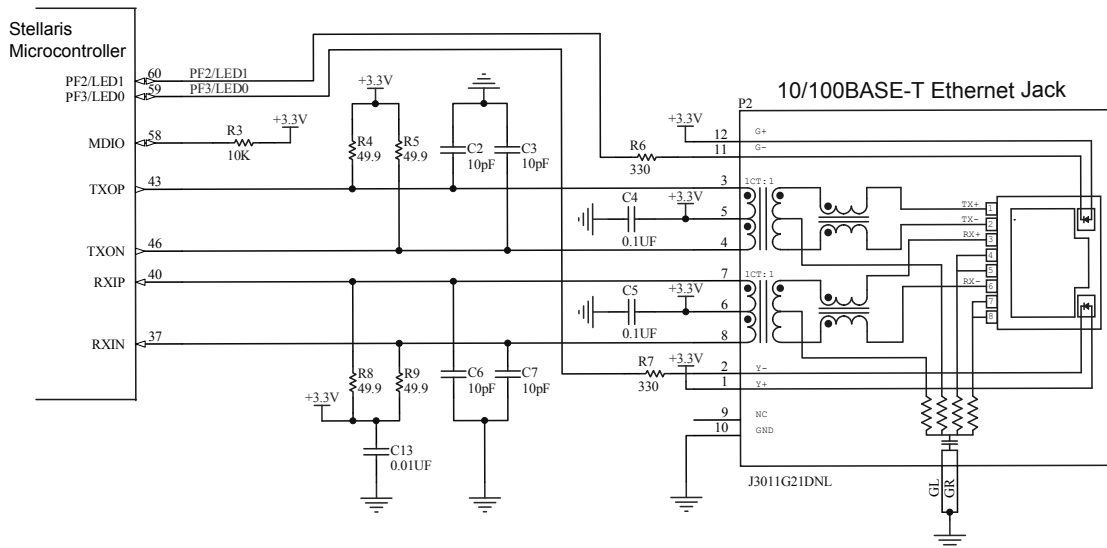 Stellaris
Microcontroller
PF2/LED1
60
PF2/LED1
PF3/LED0
59
PF3/LED0
MDIO
58
R3
10K
+3.3V
TXOP
43
TXON
46
RXIP
40
RXIN
37
+3.3V
R4
49.9
R5
49.9
C2
10pF
C3
10pF
R8
49.9
R9
49.9
+3.3V
C13
0.01UF
C6
10pF
C7
10pF
R6
330
C4
+3.3V
0.1UF
C5
+3.3V
0.1UF
R7
330
+3.3V
10/100BASE-T Ethernet Jack
P2
+3.3V
12
G+
11
G-
3
1CT:1
5
4
7
1CT:1
6
8
2
Y-
1
Y+
9
NC
10
GND
TX+
1
TX-
2
RX+
3
4
5
RX-
6
7
8
GL
GR
J3011G21DNL